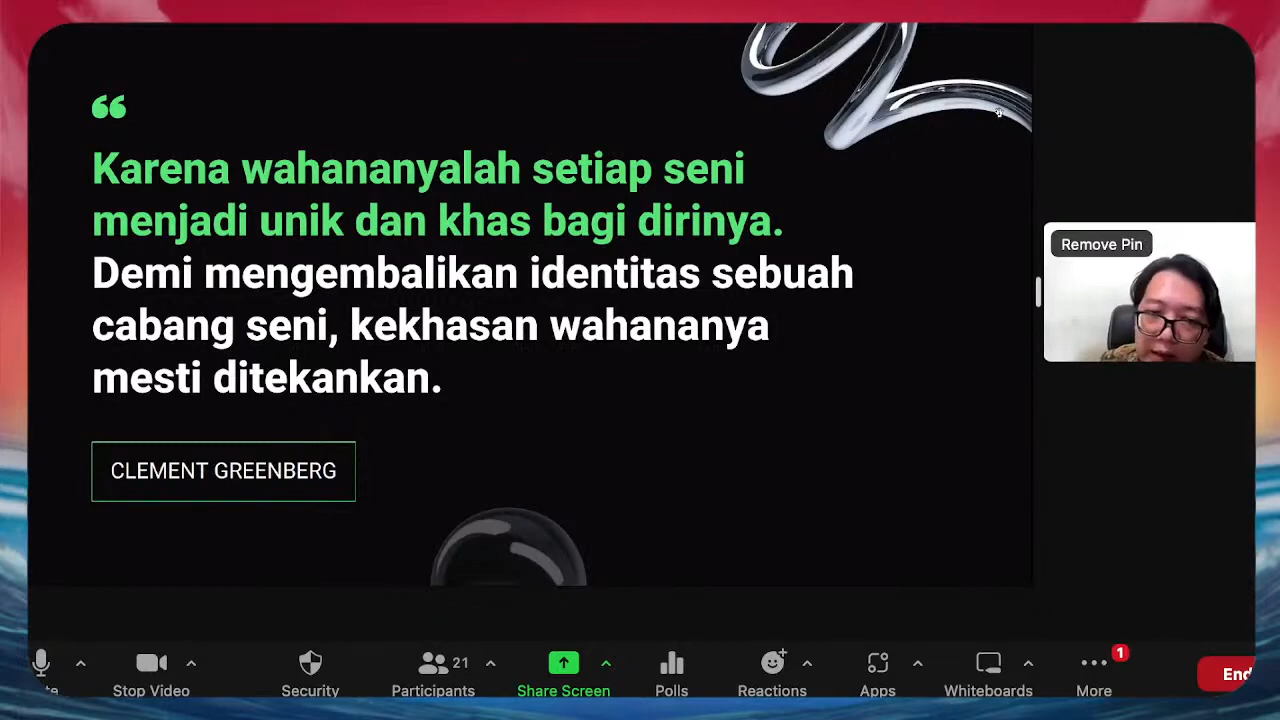 “
Karena wahananyalah setiap seni
menjadi unik dan khas bagi dirinya.
Demi mengembalikan identitas sebuah
cabang seni, kekhasan wahananya
mesti ditekankan.
CLEMENT GREENBERG
Remove Pin
21
1
Stop Video
Security
Participants
Share Screen
Polls
Reactions
Apps
Whiteboards
More
End